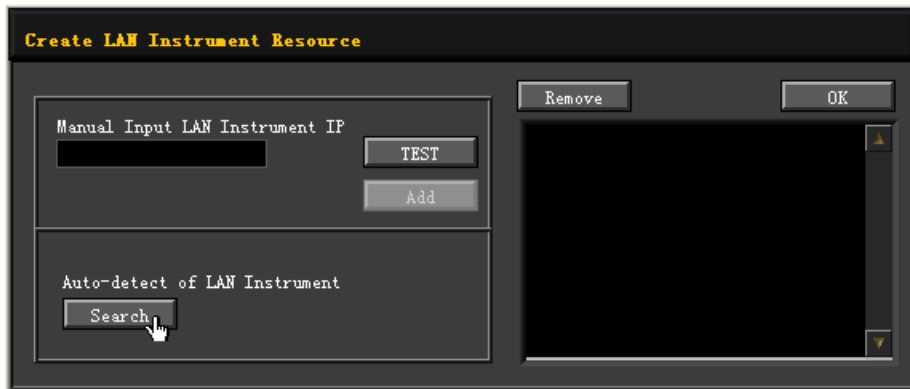 Create LAN Instrument Resource
Remove
OK
Manual Input LAN Instrument IP
TEST
Add
Auto-detect of LAN Instrument
Search